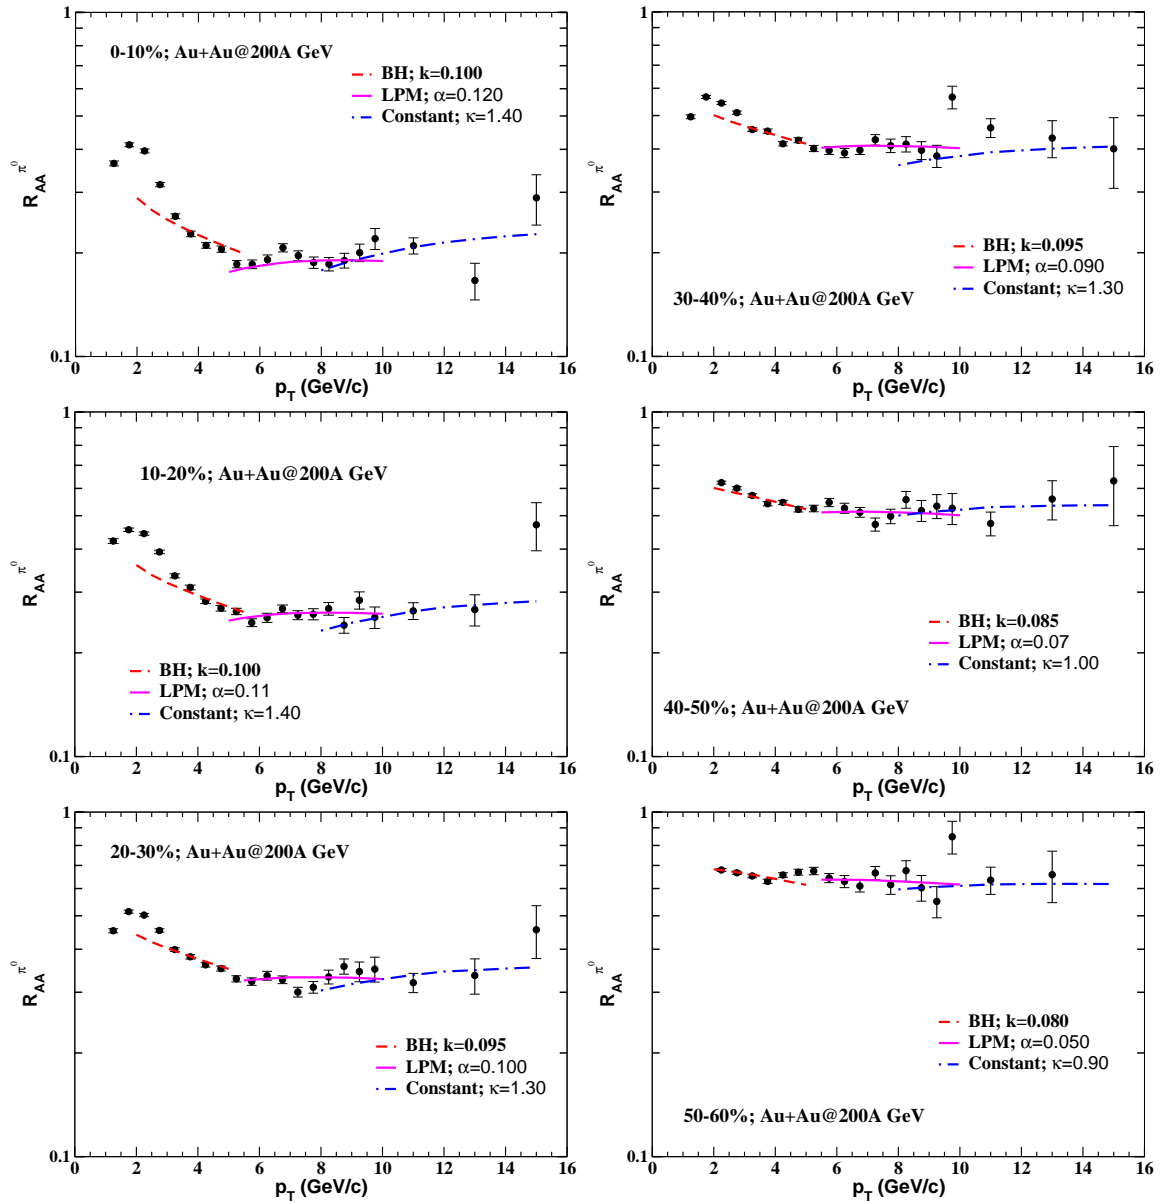 1
0-10%; Au+Au@200A GeV
BH; k=0.100
LPM; α=0.120
Constant; κ=1.40
R_AA^π⁰
0.1
0 2 4 6 8 10 12 14 16
p_T (GeV/c)
1
BH; k=0.095
LPM; α=0.090
30-40%; Au+Au@200A GeV
Constant; κ=1.30
R_AA^π⁰
0.1
0 2 4 6 8 10 12 14 16
p_T (GeV/c)
1
10-20%; Au+Au@200A GeV
R_AA^π⁰
BH; k=0.100
LPM; α=0.11
Constant; κ=1.40
0.1
0 2 4 6 8 10 12 14 16
p_T (GeV/c)
1
R_AA^π⁰
BH; k=0.085
LPM; α=0.07
Constant; κ=1.00
40-50%; Au+Au@200A GeV
0.1
0 2 4 6 8 10 12 14 16
p_T (GeV/c)
1
20-30%; Au+Au@200A GeV
R_AA^π⁰
BH; k=0.095
LPM; α=0.100
Constant; κ=1.30
0.1
0 2 4 6 8 10 12 14 16
p_T (GeV/c)
1
R_AA^π⁰
BH; k=0.080
LPM; α=0.050
Constant; κ=0.90
50-60%; Au+Au@200A GeV
0.1
0 2 4 6 8 10 12 14 16
p_T (GeV/c)